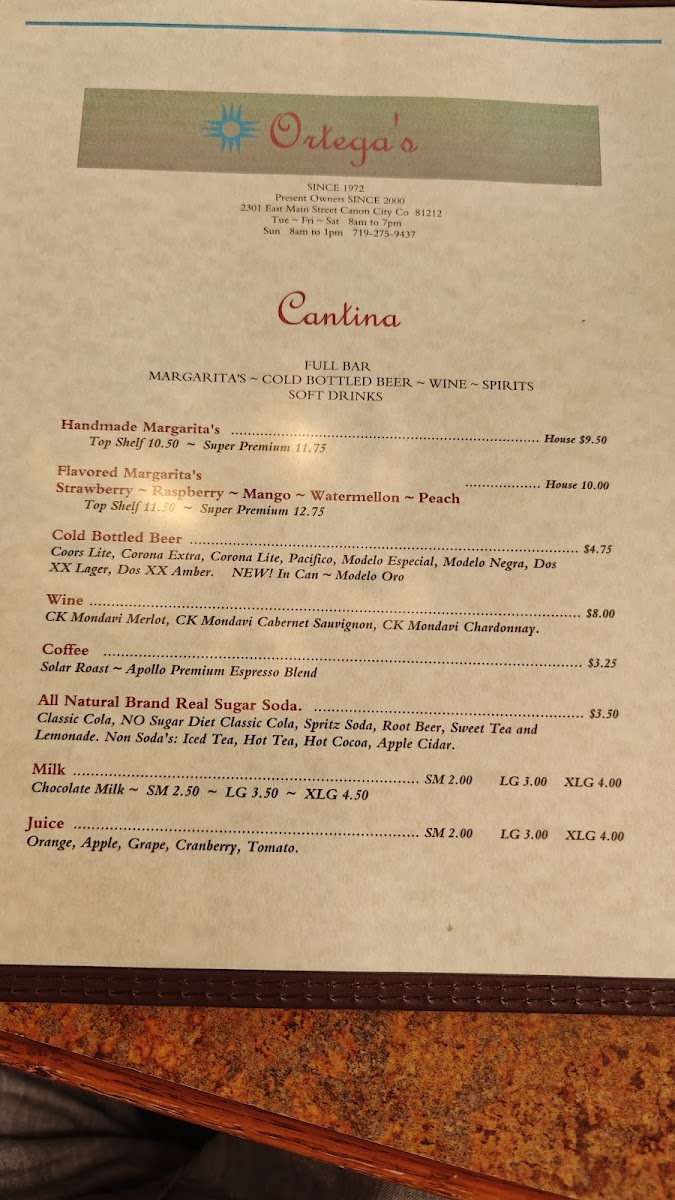 Ortega's
SINCE 1972
Present Owners SINCE 2000
2301 East Main Street Canon City Co 81212
Tue ~ Fri ~ Sat 8am to 7pm
Sun 8am to 1pm 719-275-9437
Cantina
FULL BAR
MARGARITA'S ~ COLD BOTTLED BEER ~ WINE ~ SPIRITS
SOFT DRINKS
Handmade Margarita's ........................................ House $9.50
Top Shelf 10.50 ~ Super Premium 11.75
Flavored Margarita's
Strawberry ~ Raspberry ~ Mango ~ Watermellon ~ Peach .................. House 10.00
Top Shelf 11.50 ~ Super Premium 12.75
Cold Bottled Beer ........................................ $4.75
Coors Lite, Corona Extra, Corona Lite, Pacifico, Modelo Especial, Modelo Negra, Dos
XX Lager, Dos XX Amber. NEW! In Can ~ Modelo Oro
Wine ........................................ $8.00
CK Mondavi Merlot, CK Mondavi Cabernet Sauvignon, CK Mondavi Chardonnay.
Coffee ........................................ $3.25
Solar Roast ~ Apollo Premium Espresso Blend
All Natural Brand Real Sugar Soda. ........................................ $3.50
Classic Cola, NO Sugar Diet Classic Cola, Spritz Soda, Root Beer, Sweet Tea and
Lemonade. Non Soda's: Iced Tea, Hot Tea, Hot Cocoa, Apple Cidar.
Milk ........................................ SM 2.00 LG 3.00 XLG 4.00
Chocolate Milk ~ SM 2.50 ~ LG 3.50 ~ XLG 4.50
Juice ........................................ SM 2.00 LG 3.00 XLG 4.00
Orange, Apple, Grape, Cranberry, Tomato.